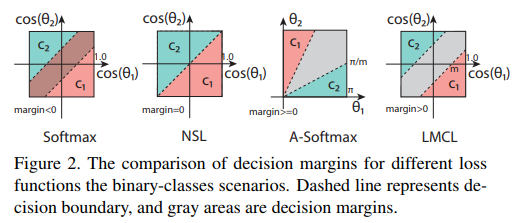 cos(θ₂)
C₂
1.0
cos(θ₁)
C₁
margin<0
Softmax
cos(θ₂)
C₂
1.0
cos(θ₁)
C₁
margin=0
NSL
θ₂
C₁
π/m
C₂
π
θ₁
margin>=0
A-Softmax
cos(θ₂)
C₂
1.0
m
cos(θ₁)
C₁
margin>0
LMCL
Figure 2. The comparison of decision margins for different loss
functions the binary-classes scenarios. Dashed line represents de-
cision boundary, and gray areas are decision margins.